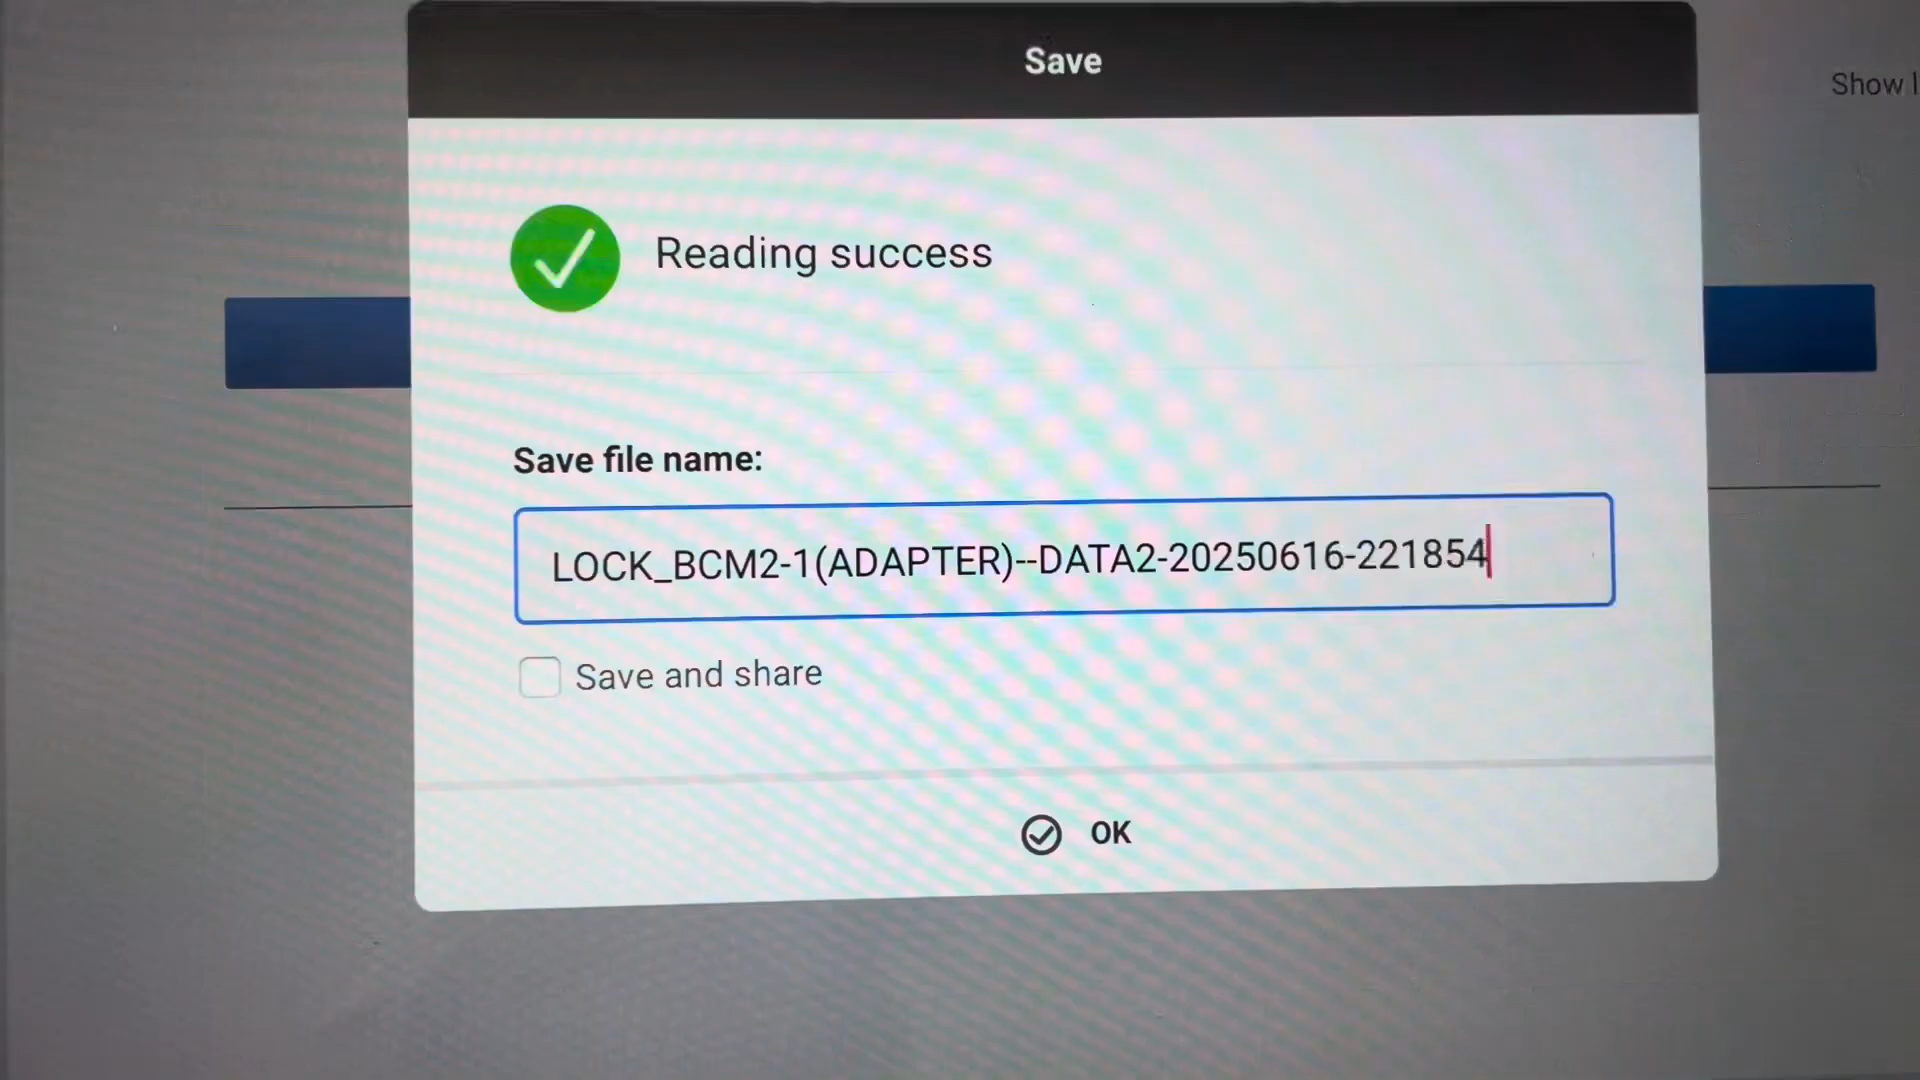 Save
Show
Reading success
Save file name:
LOCK_BCM2-1(ADAPTER)--DATA2-20250616-221854
Save and share
OK